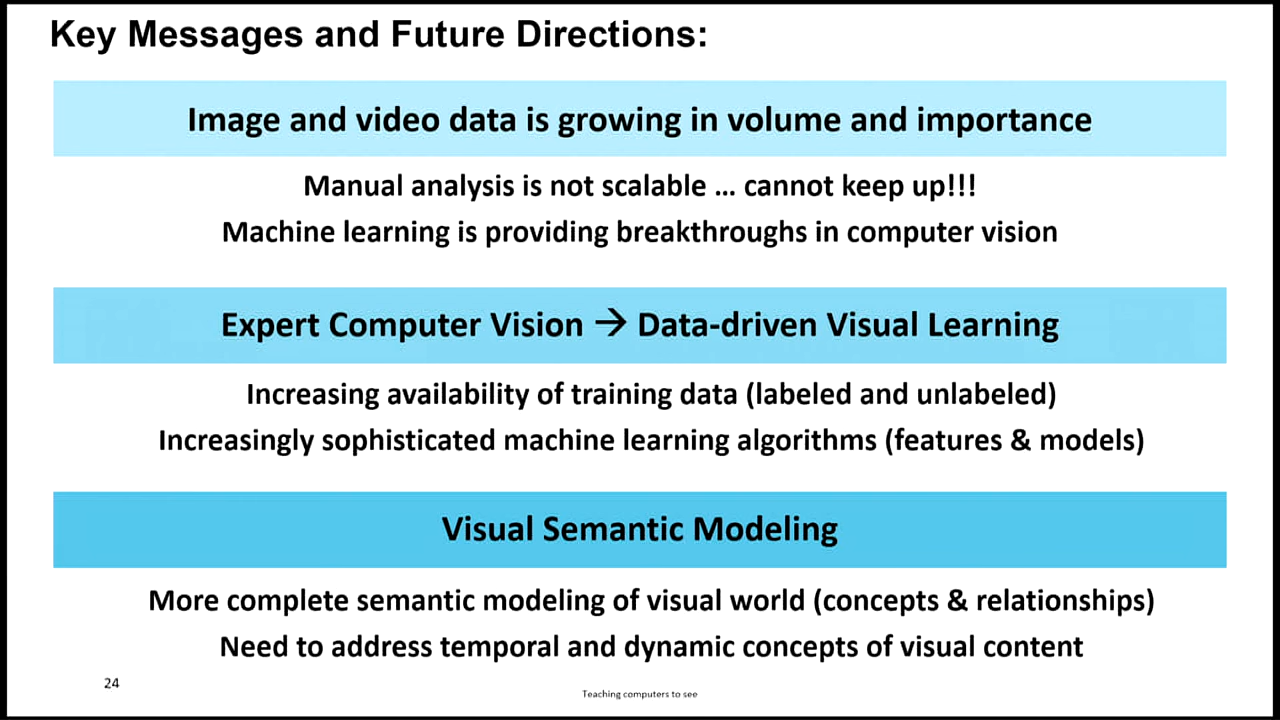 Key Messages and Future Directions:
Image and video data is growing in volume and importance
Manual analysis is not scalable … cannot keep up!!!
Machine learning is providing breakthroughs in computer vision
Expert Computer Vision → Data-driven Visual Learning
Increasing availability of training data (labeled and unlabeled)
Increasingly sophisticated machine learning algorithms (features & models)
Visual Semantic Modeling
More complete semantic modeling of visual world (concepts & relationships)
Need to address temporal and dynamic concepts of visual content
24
Teaching computers to see